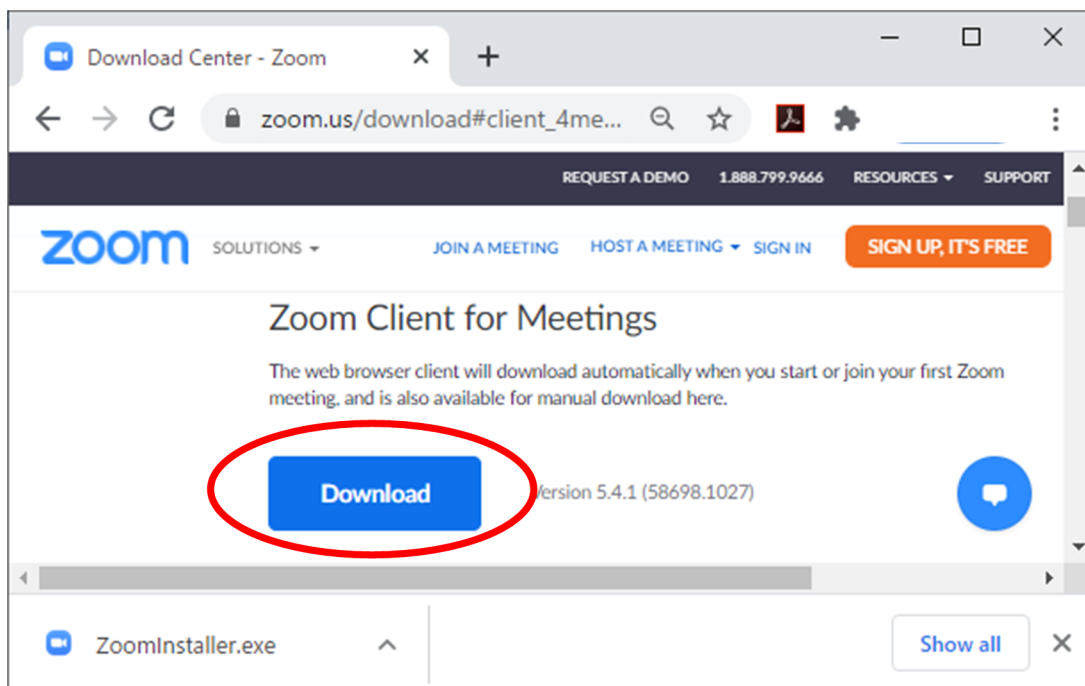 Download Center - Zoom
zoom.us/download#client_4me...
REQUEST A DEMO 1.888.799.9666 RESOURCES SUPPORT
zoom SOLUTIONS JOIN A MEETING HOST A MEETING SIGN IN SIGN UP, IT'S FREE
Zoom Client for Meetings
The web browser client will download automatically when you start or join your first Zoom
meeting, and is also available for manual download here.
Download Version 5.4.1 (58698.1027)
ZoomInstaller.exe Show all